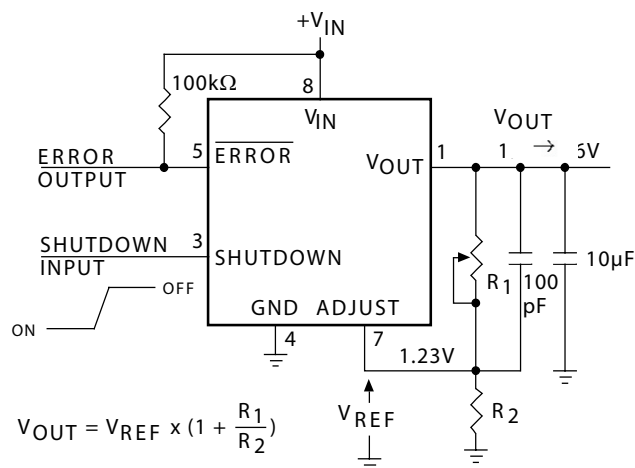 +VIN
100kΩ
8
VIN
ERROR
OUTPUT
5
ERROR
VOUT
1
VOUT
1 → 6V
SHUTDOWN
INPUT
3
SHUTDOWN
R1
100
pF
10µF
ON
OFF
GND
ADJUST
4
7
1.23V
VREF
R2
VOUT = VREF x (1 + R1/R2)